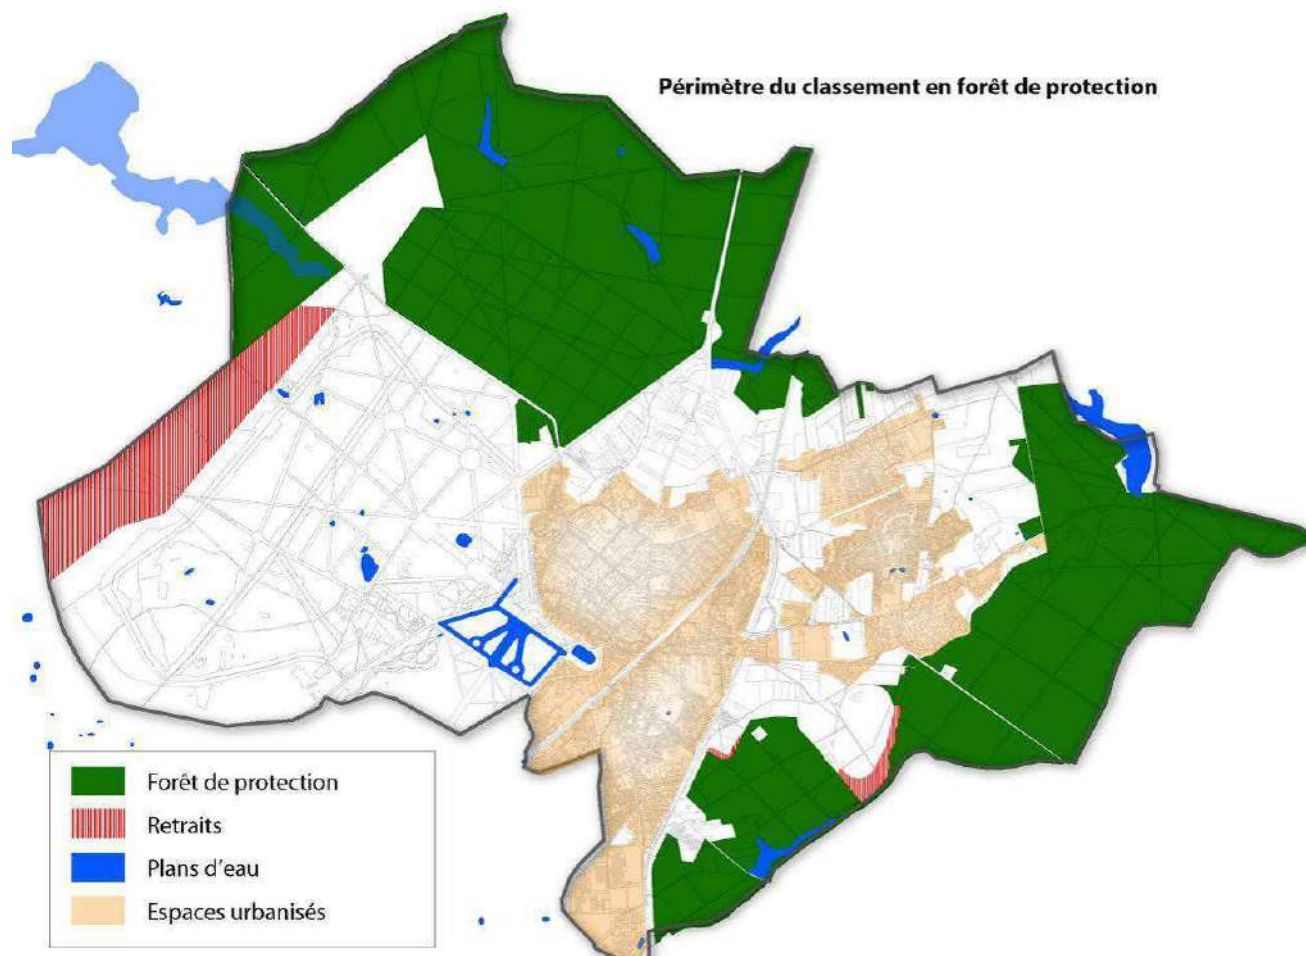 Périmètre du classement en forêt de protection
Forêt de protection
Retraits
Plans d'eau
Espaces urbanisés